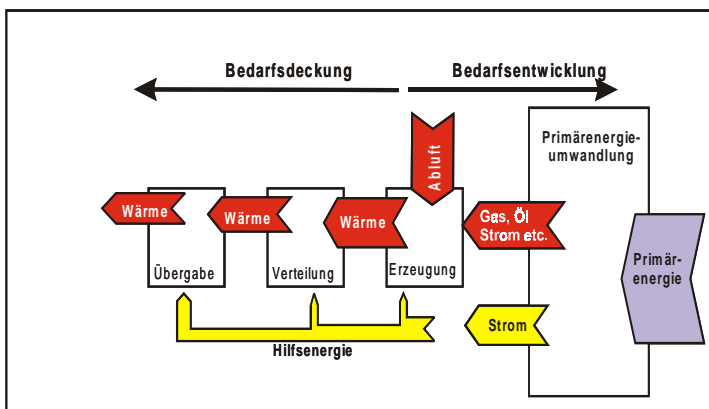 Bedarfsdeckung
Bedarfsentwicklung
Primärenergie-
umwandlung
Abluft
Wärme
Wärme
Wärme
Gas, Öl
Strom etc.
Primär-
energie
Übergabe
Verteilung
Erzeugung
Strom
Hilfsenergie